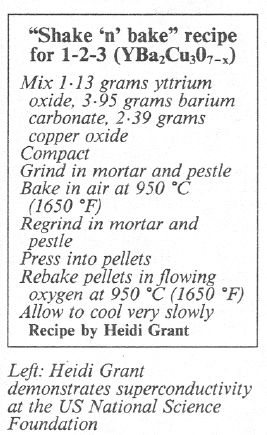 “Shake ‘n’ bake” recipe
for 1-2-3 (YBa₂Cu₃0₇₋ₓ)
Mix 1·13 grams yttrium
oxide, 3·95 grams barium
carbonate, 2·39 grams
copper oxide
Compact
Grind in mortar and pestle
Bake in air at 950 °C
(1650 °F)
Regrind in mortar and
pestle
Press into pellets
Rebake pellets in flowing
oxygen at 950 °C (1650 °F)
Allow to cool very slowly
Recipe by Heidi Grant
Left: Heidi Grant
demonstrates superconductivity
at the US National Science
Foundation